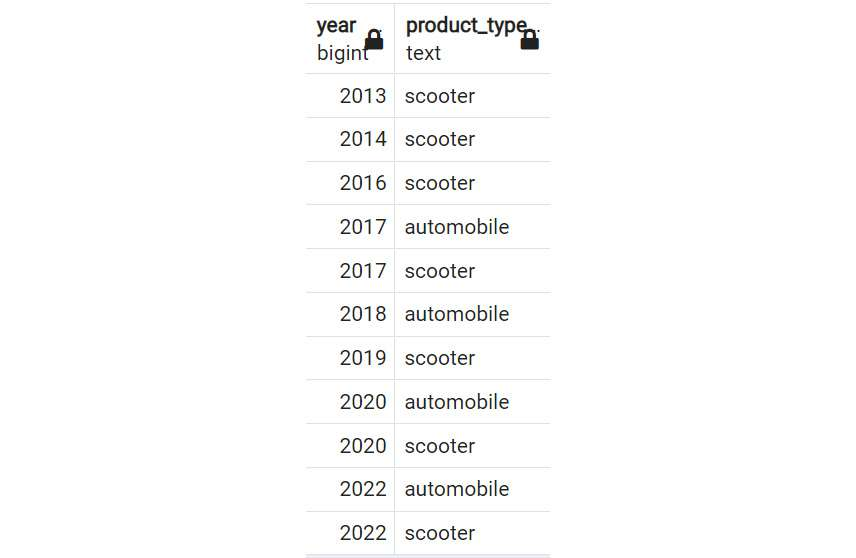 year product_type
bigint text
2013 scooter
2014 scooter
2016 scooter
2017 automobile
2017 scooter
2018 automobile
2019 scooter
2020 automobile
2020 scooter
2022 automobile
2022 scooter